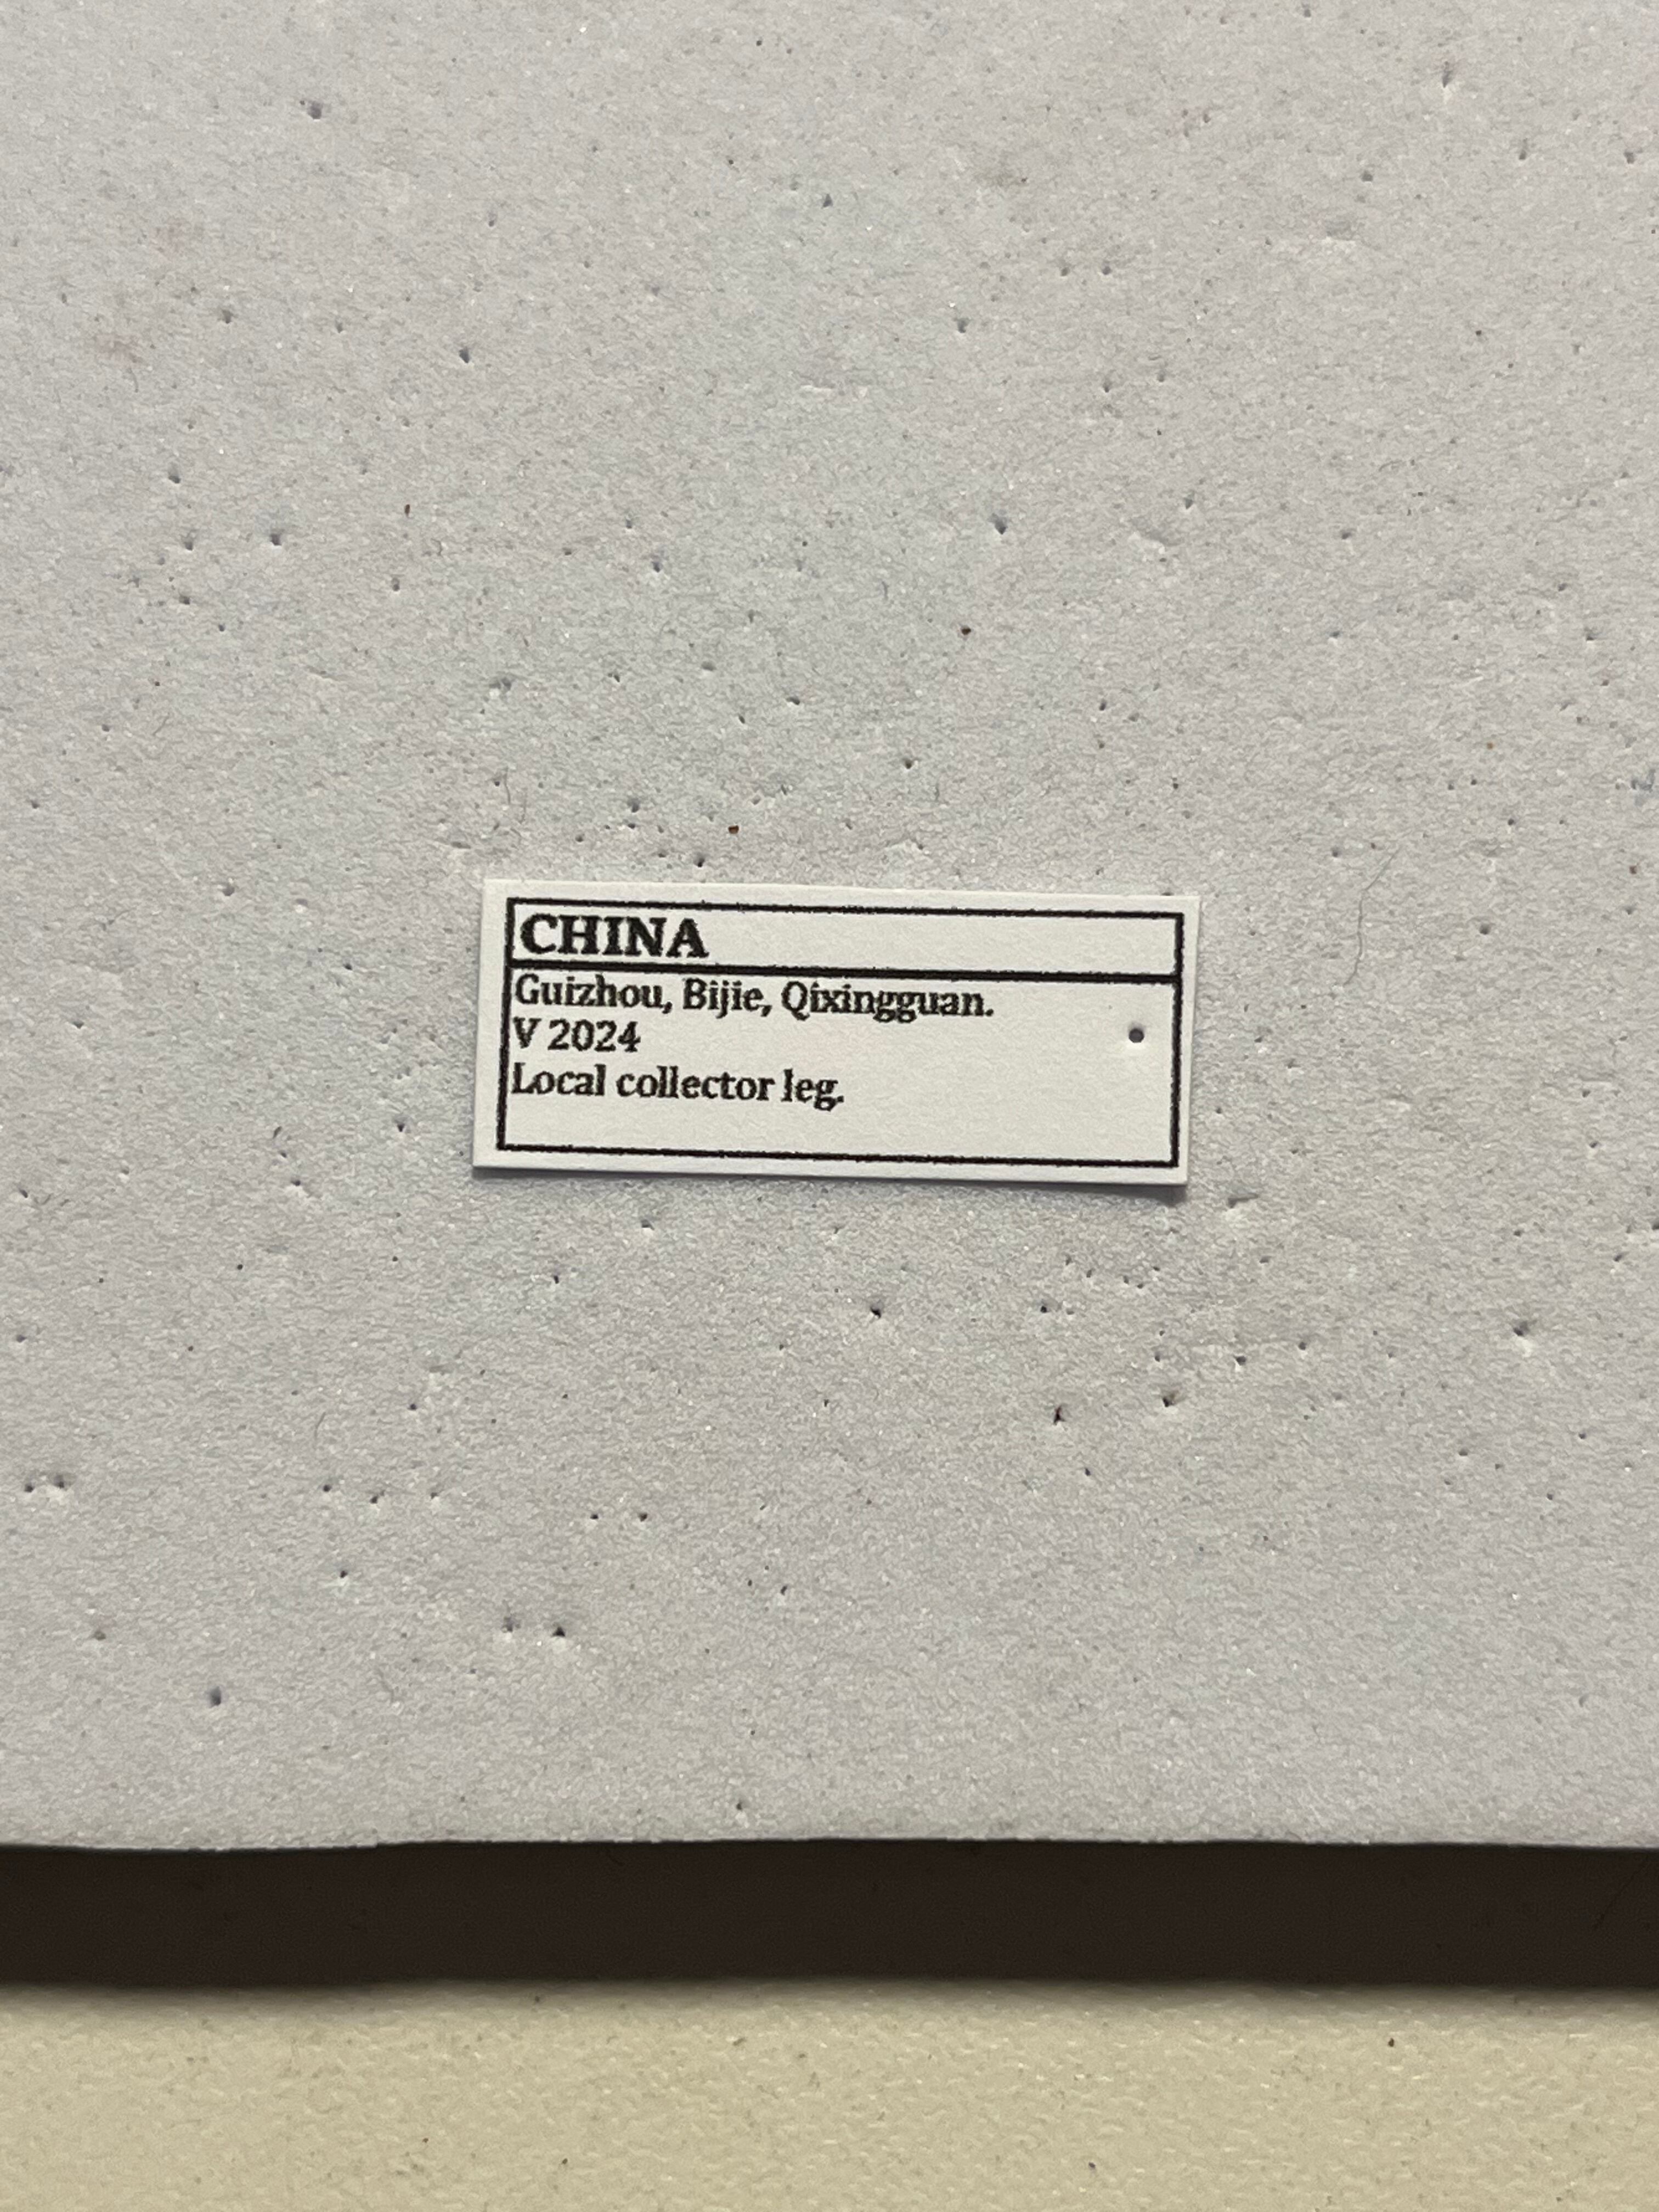 CHINA
Guizhou, Bijie, Qixingguan.
V 2024
Local collector leg.